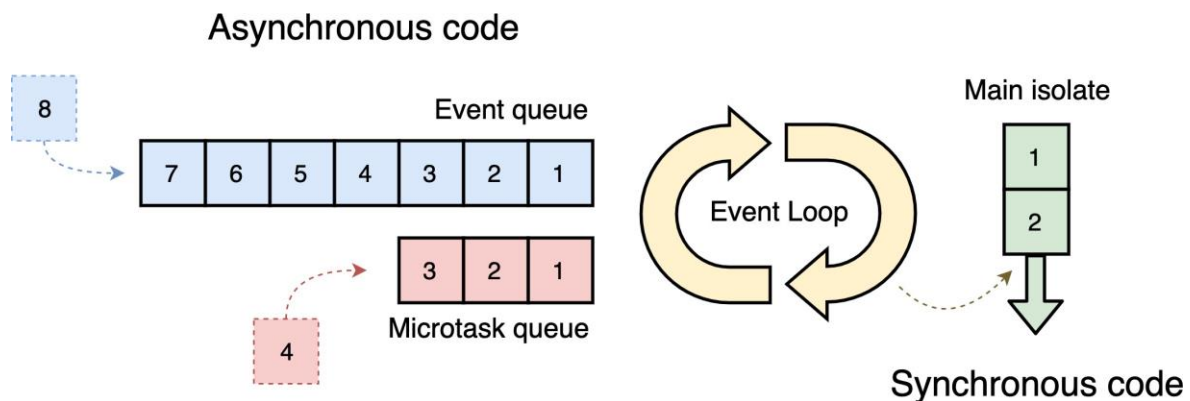 Asynchronous code
8
Event queue
7 6 5 4 3 2 1
3 2 1
Microtask queue
4
Event Loop
Main isolate
1
2
Synchronous code